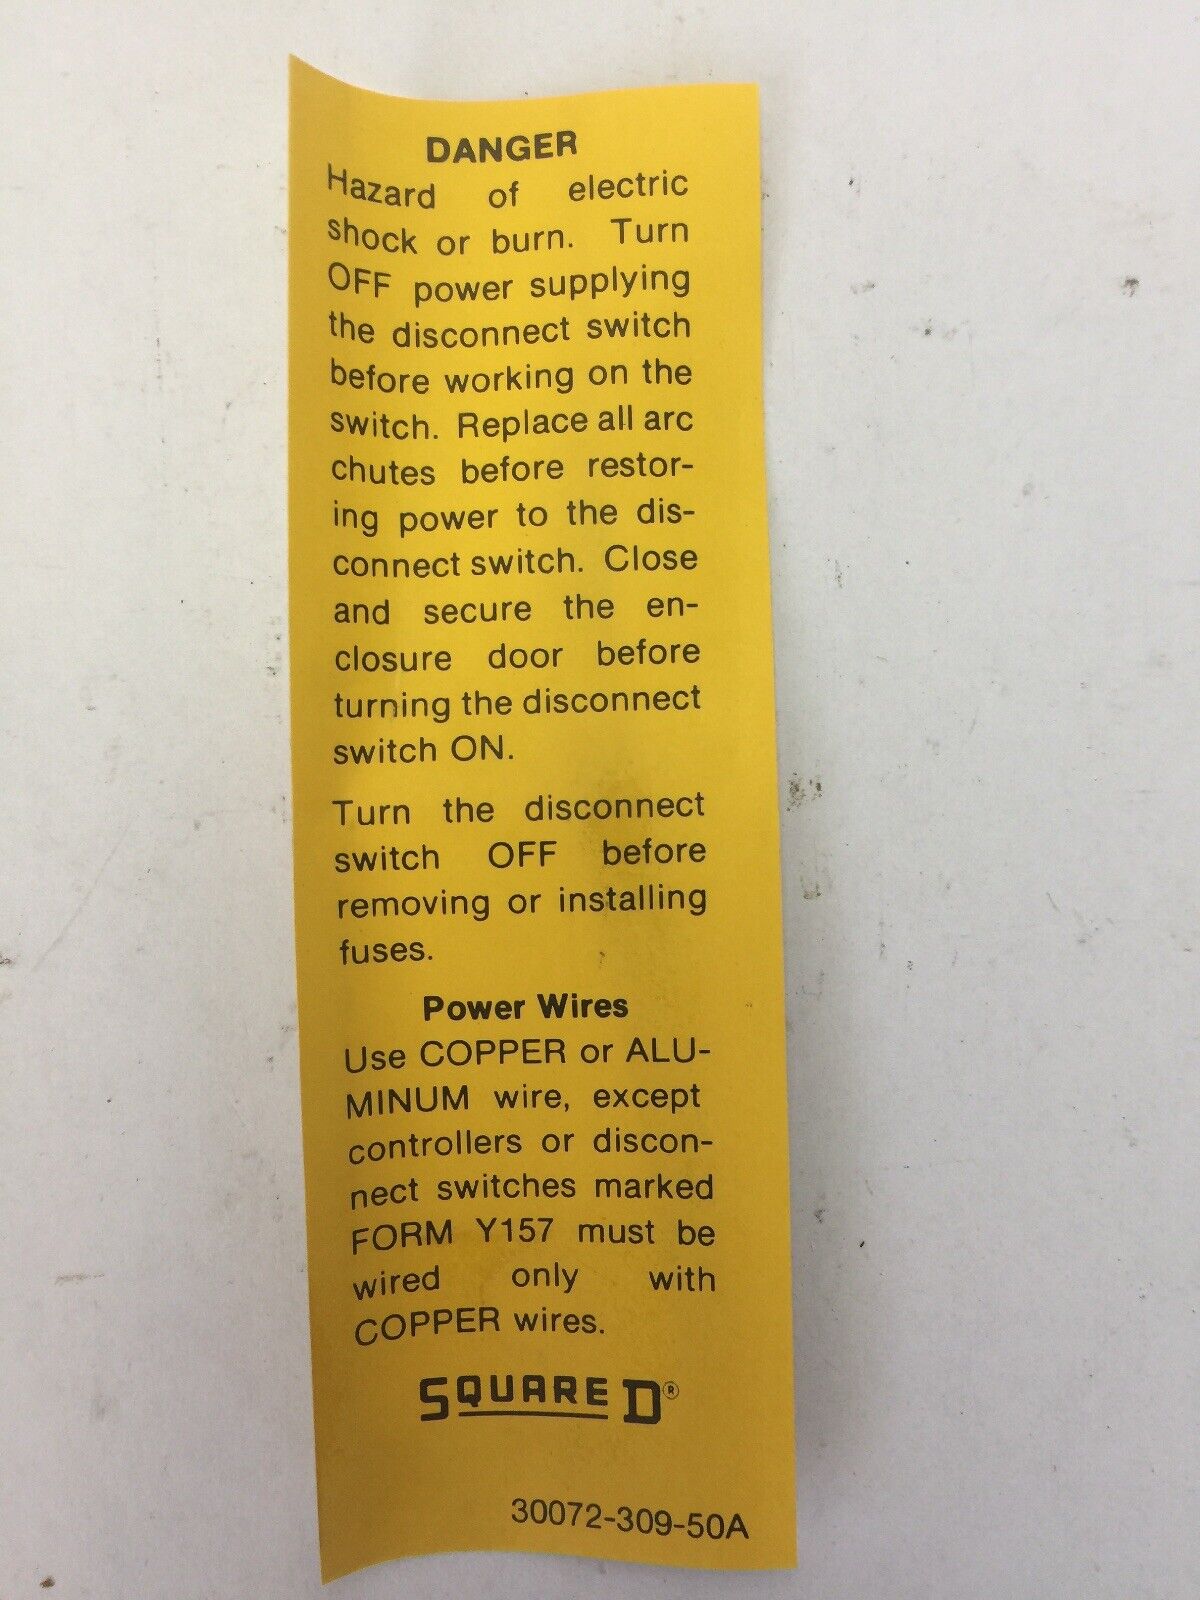 DANGER
Hazard of electric
shock or burn. Turn
OFF power supplying
the disconnect switch
before working on the
switch. Replace all arc
chutes before restor-
ing power to the dis-
connect switch. Close
and secure the en-
closure door before
turning the disconnect
switch ON.
Turn the disconnect
switch OFF before
removing or installing
fuses.
Power Wires
Use COPPER or ALU-
MINUM wire, except
controllers or discon-
nect switches marked
FORM Y157 must be
wired only with
COPPER wires.
SQUARE D®
30072-309-50A